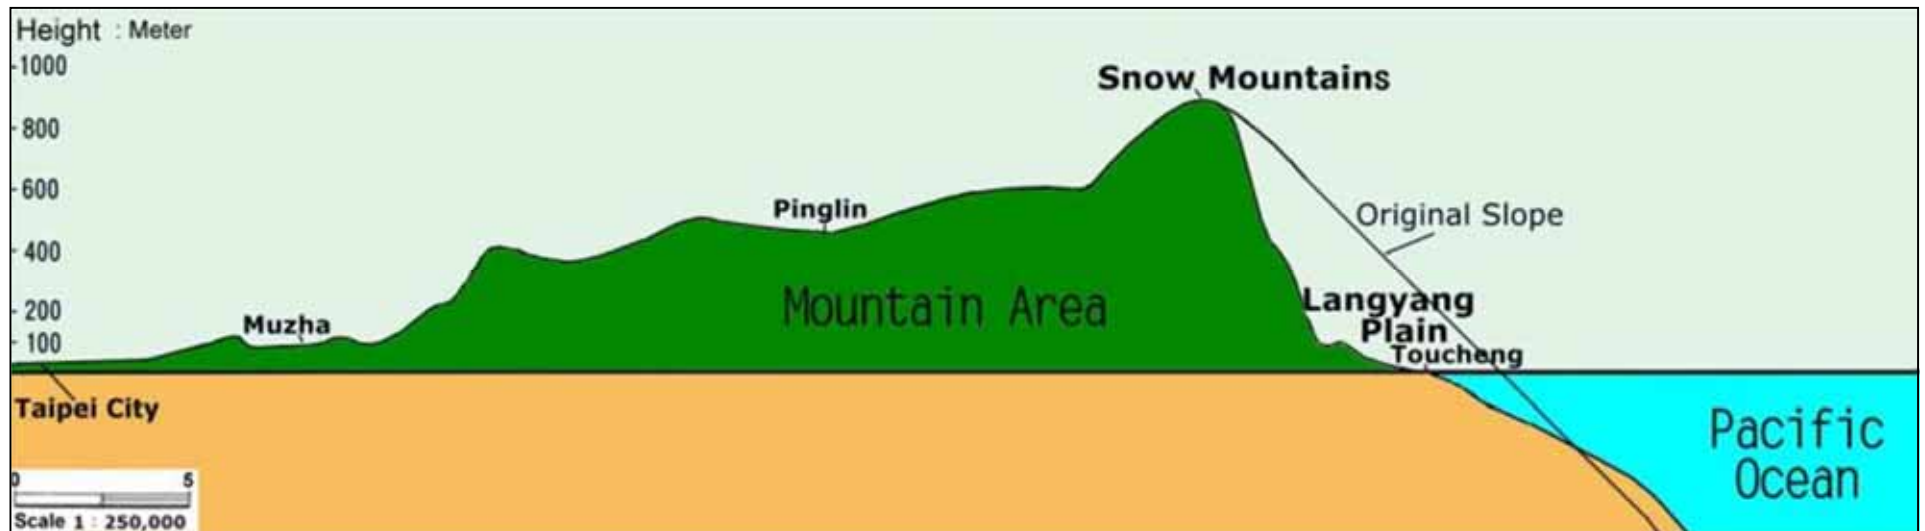 Height : Meter
1000
Snow Mountains
800
600
Pinglin
Original Slope
400
Mountain Area
Langyang
200
Muzha
Plain
100
Toucheng
Taipei City
Pacific
Ocean
0 5
Scale 1 : 250,000